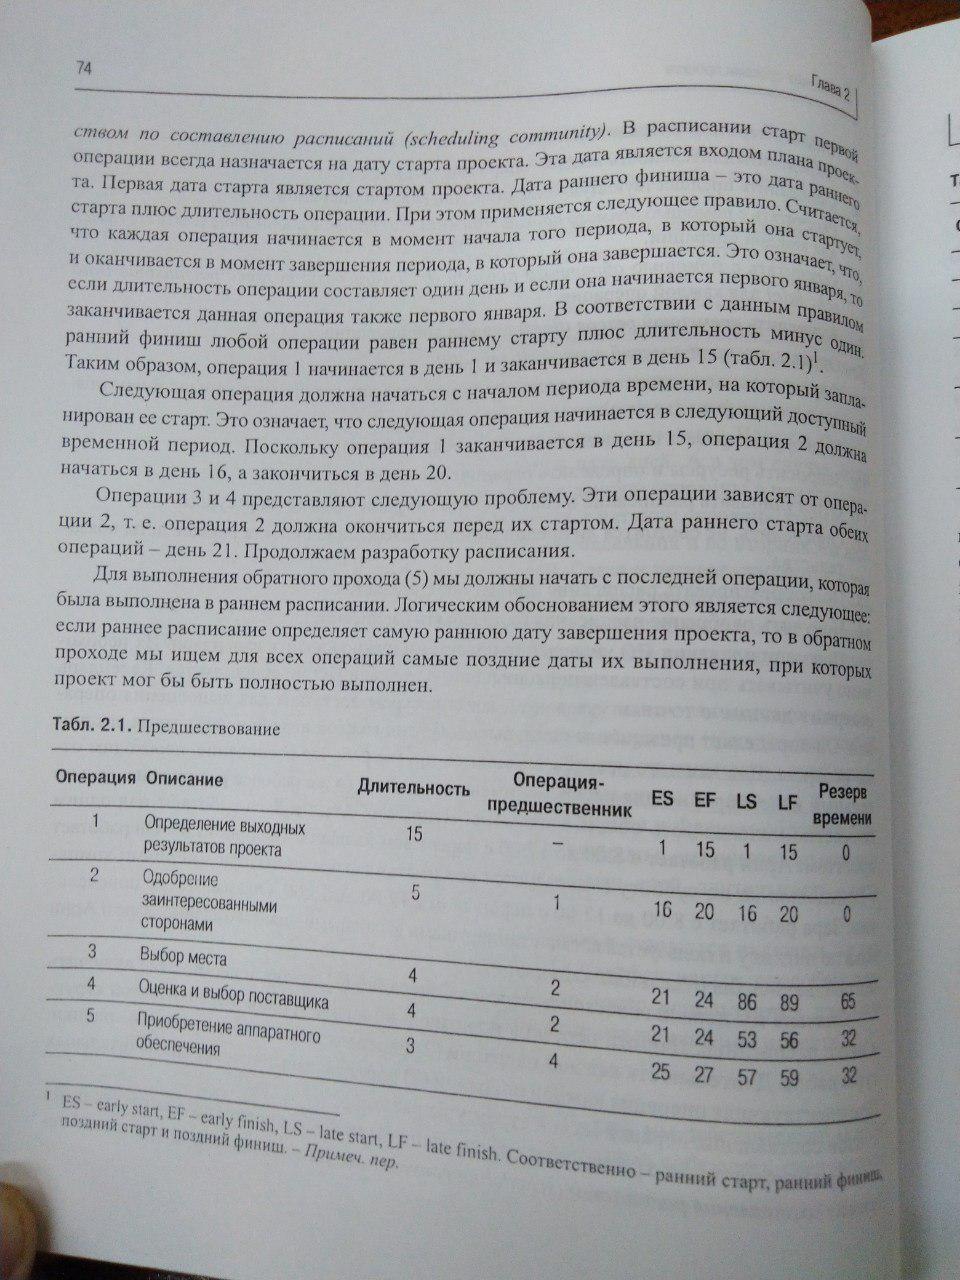 74
Глава 2
ством по составлению расписаний (scheduling community). В расписании старт первой
операции всегда назначается на дату старта проекта. Эта дата является входом плана проек-
та. Первая дата старта является стартом проекта. Дата раннего финиша – это дата раннего
старта плюс длительность операции. При этом применяется следующее правило. Считается,
что каждая операция начинается в момент начала того периода, в который она стартует,
и оканчивается в момент завершения периода, в который она завершается. Это означает, что,
если длительность операции составляет один день и если она начинается первого января, то
заканчивается данная операция также первого января. В соответствии с данным правилом
ранний финиш любой операции равен раннему старту плюс длительность минус один.
Таким образом, операция 1 начинается в день 1 и заканчивается в день 15 (табл. 2.1)1.
Следующая операция должна начаться с началом периода времени, на который запла-
нирован ее старт. Это означает, что следующая операция начинается в следующий доступный
временной период. Поскольку операция 1 заканчивается в день 15, операция 2 должна
начаться в день 16, а закончиться в день 20.
Операции 3 и 4 представляют следующую проблему. Эти операции зависят от опера-
ции 2, т. е. операция 2 должна окончиться перед их стартом. Дата раннего старта обеих
операций – день 21. Продолжаем разработку расписания.
Для выполнения обратного прохода (5) мы должны начать с последней операции, которая
была выполнена в раннем расписании. Логическим обоснованием этого является следующее:
если раннее расписание определяет самую раннюю дату завершения проекта, то в обратном
проходе мы ищем для всех операций самые поздние даты их выполнения, при которых
проект мог бы быть полностью выполнен.
Табл. 2.1. Предшествование
Операция Описание Длительность Операция-предшественник ES EF LS LF Резерв времени
1 Определение выходных результатов проекта 15 – 1 15 1 15 0
2 Одобрение заинтересованными сторонами 5 1 16 20 16 20 0
3 Выбор места 4 2 21 24 86 89 65
4 Оценка и выбор поставщика 4 2 21 24 53 56 32
5 Приобретение аппаратного обеспечения 3 4 25 27 57 59 32
1 ES – early start, EF – early finish, LS – late start, LF – late finish. Соответственно – ранний старт, ранний финиш,
поздний старт и поздний финиш. – Примеч. пер.